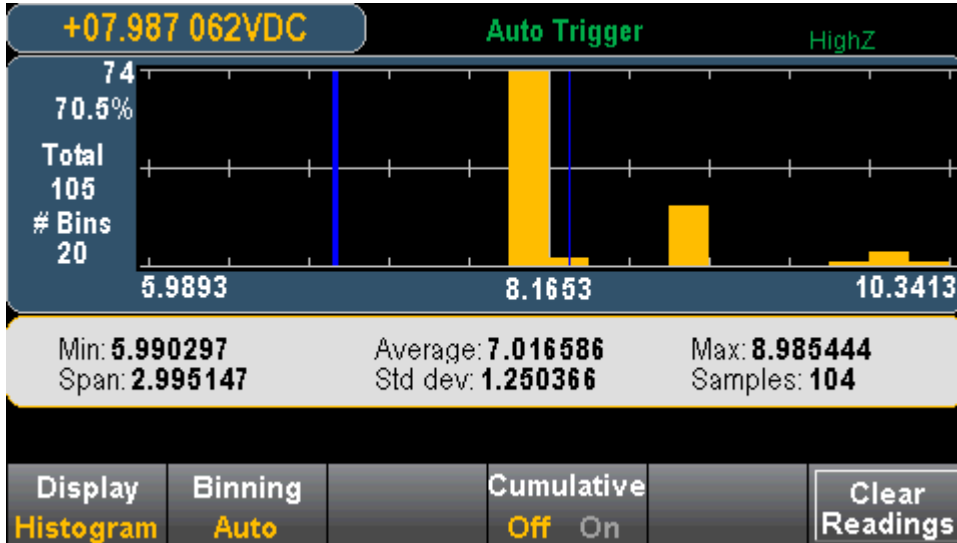 +07.987 062VDC
Auto Trigger
HighZ
74
70.5%
Total
105
# Bins
20
5.9893 8.1653 10.3413
Min: 5.990297 Average: 7.016586 Max: 8.985444
Span: 2.995147 Std dev: 1.250366 Samples: 104
Display Binning Cumulative Clear
Histogram Auto Off On Readings